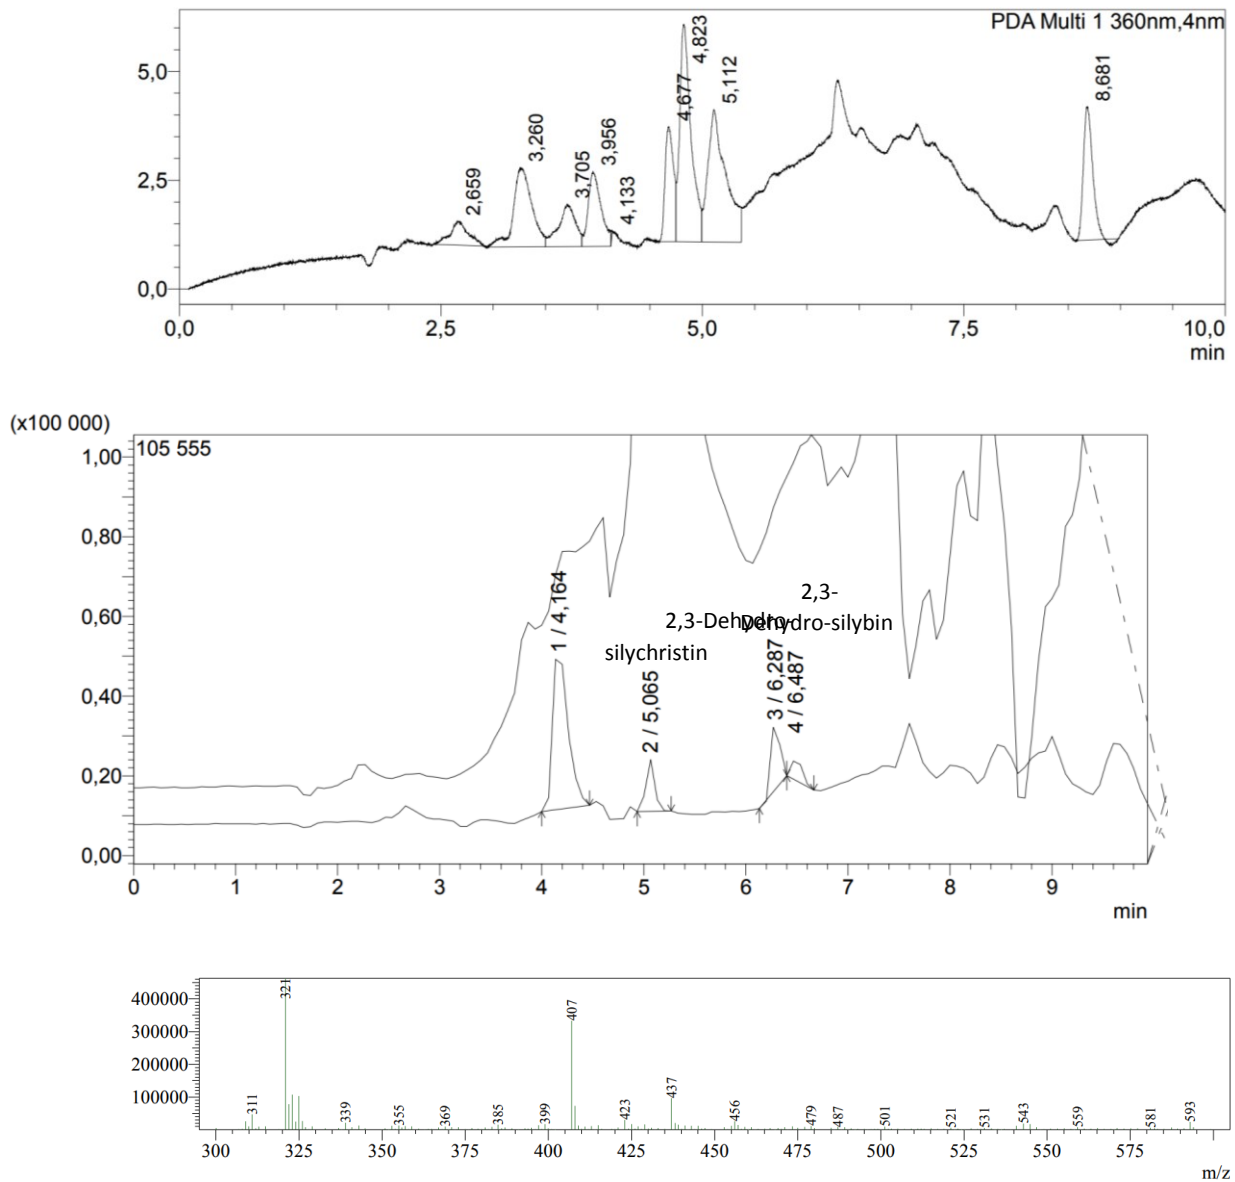 PDA Multi 1 360nm,4nm
5,0
2,5
0,0
2,659
3,260
3,705
3,956
4,133
4,677
4,823
5,112
8,681
0,0 2,5 5,0 7,5 10,0
min
(x100 000)
105 555
1,00
0,80
0,60
0,40
0,20
0,00
1 / 4,164
2,3-Dehydro-
silychristin
2 / 5,065
2,3-
Dehydro-silybin
3 / 6,287
4 / 6,487
0 1 2 3 4 5 6 7 8 9
min
400000
300000
200000
100000
311
321
339
355
369
385
399
407
423
437
456
479
487
501
521
531
543
559
581
593
300 325 350 375 400 425 450 475 500 525 550 575
m/z